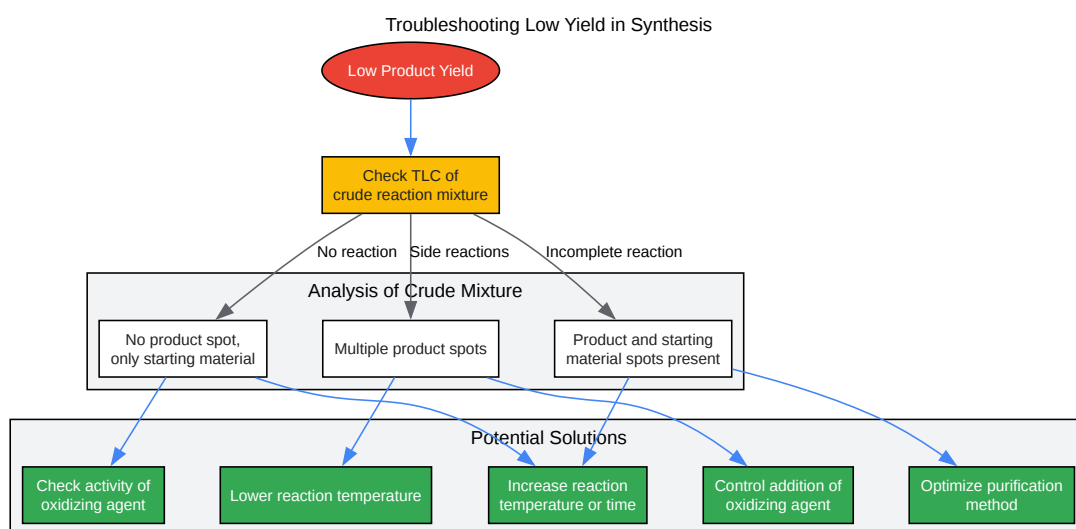 Troubleshooting Low Yield in Synthesis
Low Product Yield
Check TLC of
crude reaction mixture
No reaction
Side reactions
Incomplete reaction
Analysis of Crude Mixture
No product spot,
only starting material
Multiple product spots
Product and starting
material spots present
Potential Solutions
Check activity of
oxidizing agent
Lower reaction temperature
Increase reaction
temperature or time
Control addition of
oxidizing agent
Optimize purification
method